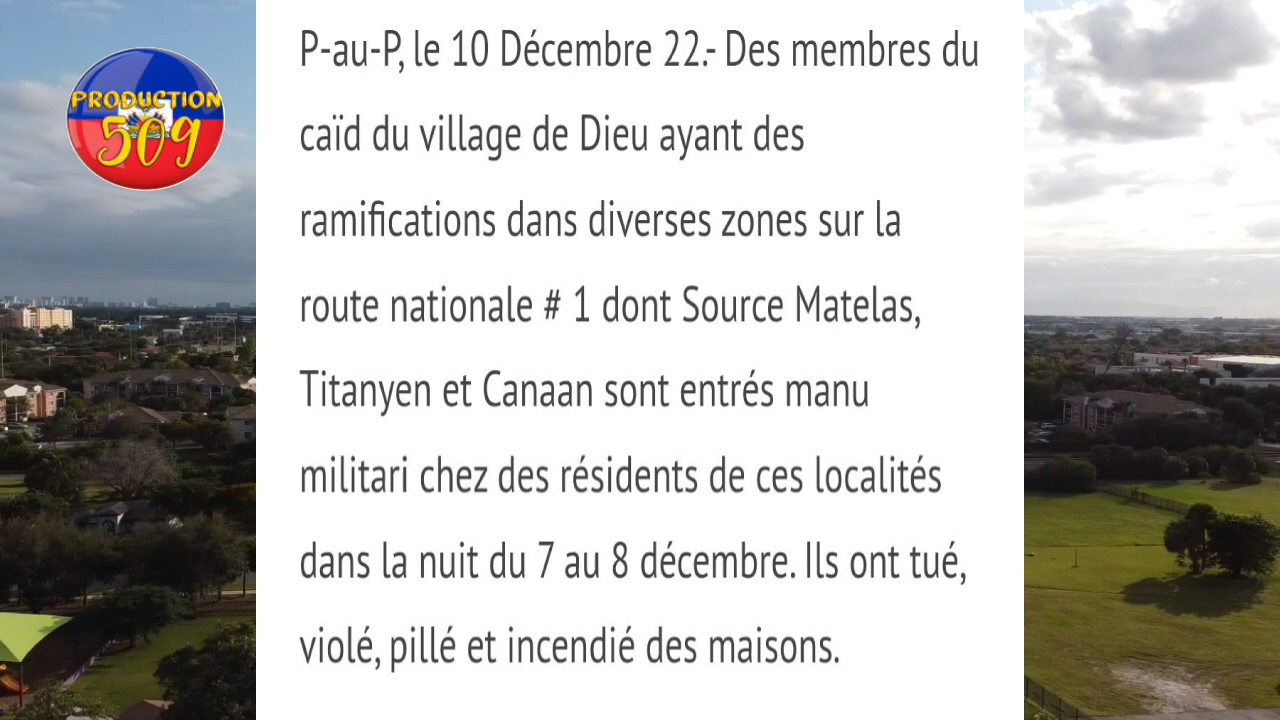 PRODUCTION
509
P-au-P, le 10 Décembre 22.- Des membres du
caïd du village de Dieu ayant des
ramifications dans diverses zones sur la
route nationale # 1 dont Source Matelas,
Titanyen et Canaan sont entrés manu
militari chez des résidents de ces localités
dans la nuit du 7 au 8 décembre. Ils ont tué,
violé, pillé et incendié des maisons.